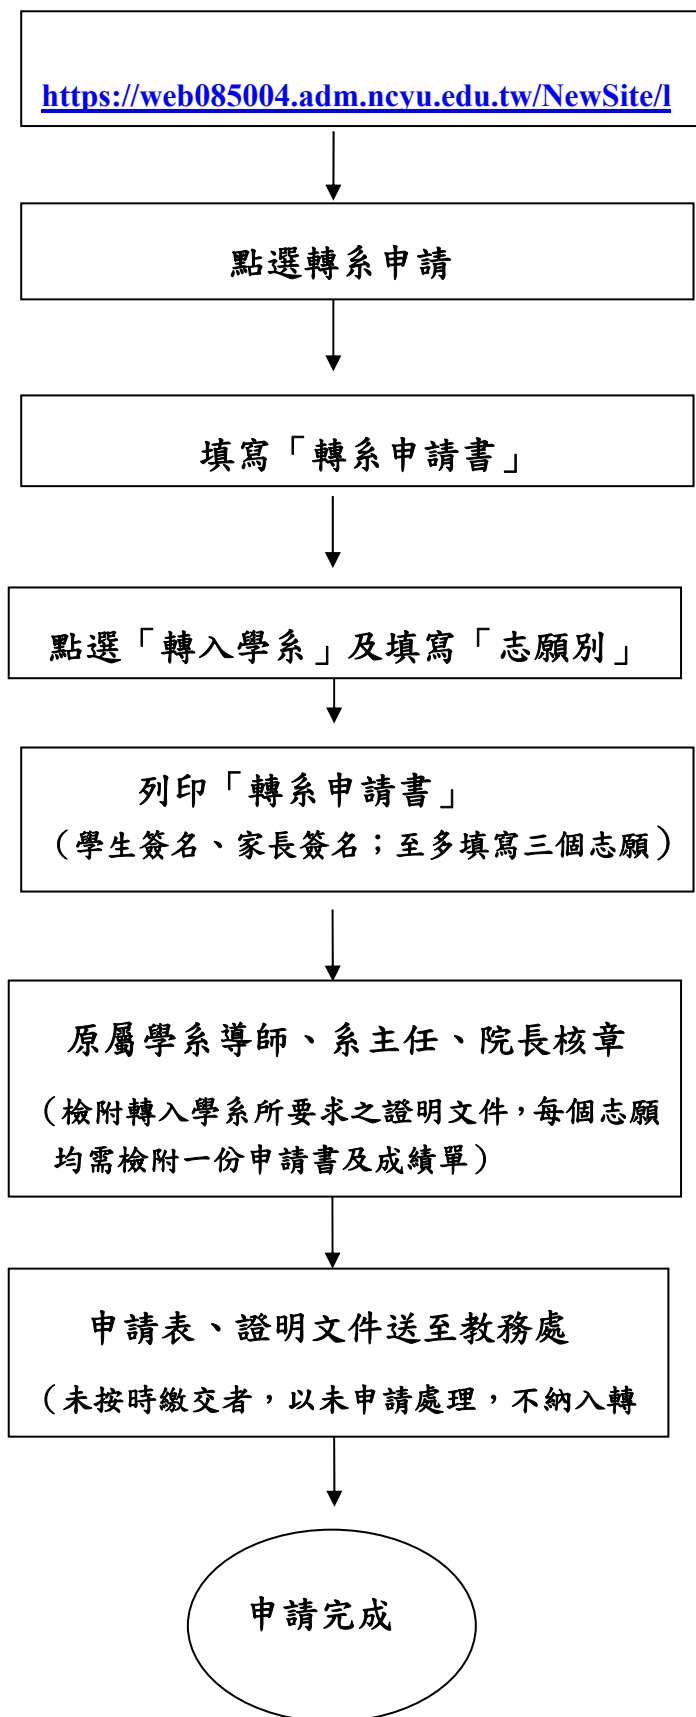 https://web085004.adm.ncyu.edu.tw/NewSite/l
點選轉系申請
填寫「轉系申請書」
點選「轉入學系」及填寫「志願別」
列印「轉系申請書」
（學生簽名、家長簽名；至多填寫三個志願）
原屬學系導師、系主任、院長核章
（檢附轉入學系所要求之證明文件，每個志願
均需檢附一份申請書及成績單）
申請表、證明文件送至教務處
（未按時繳交者，以未申請處理，不納入轉
申請完成